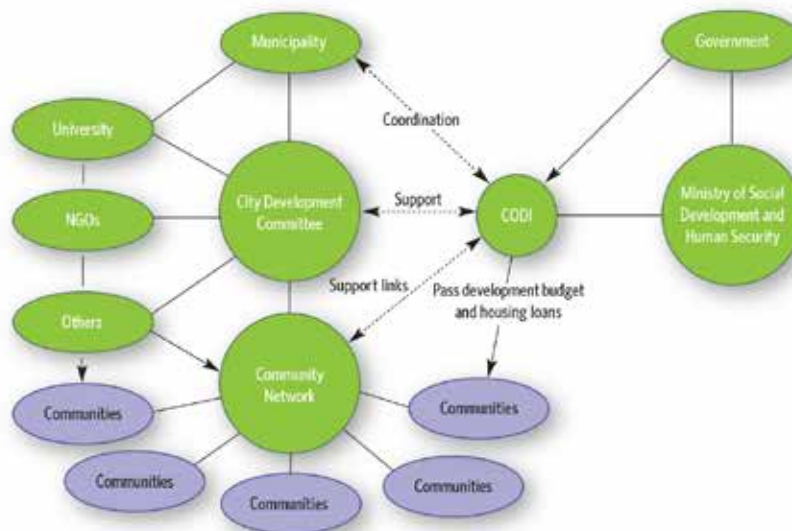 Municipality
Government
University
Coordination
City Development
Committee
Support
CODI
Ministry of Social
Development and
Human Security
NGOs
Support links
Pass development budget
and housing loans
Others
Community
Network
Communities
Communities
Communities
Communities
Communities